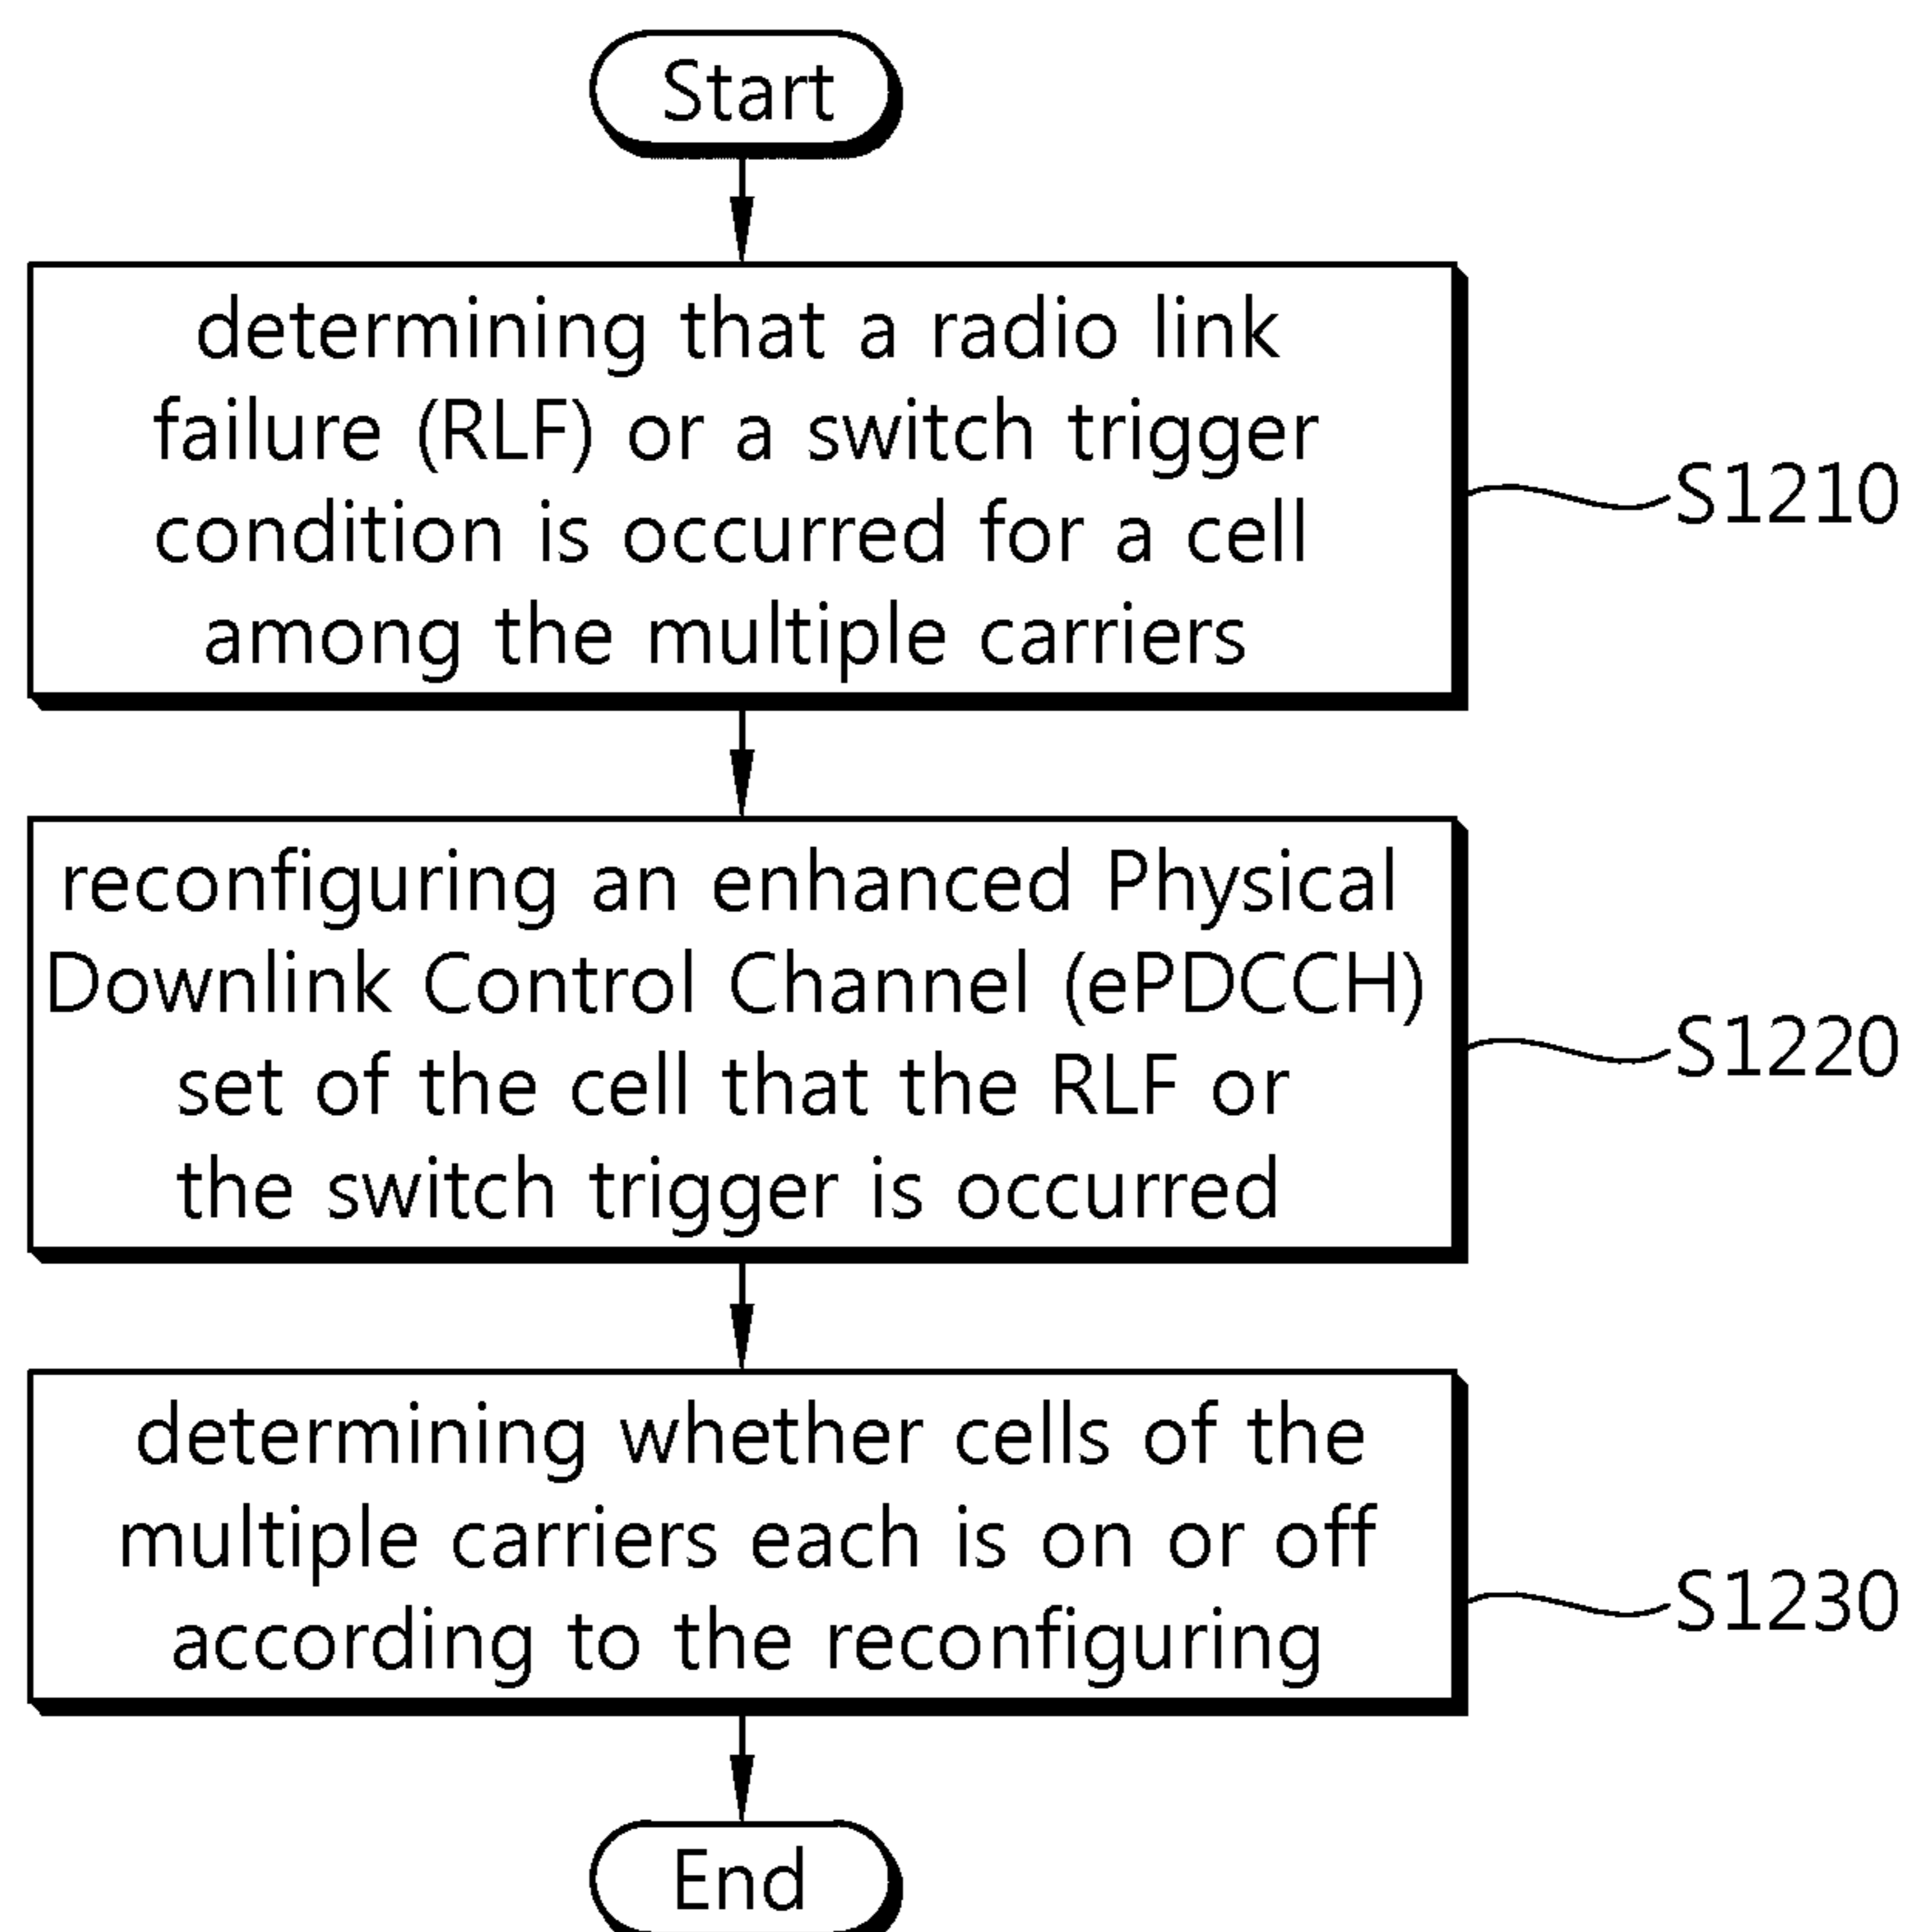 Start
determining that a radio link
failure (RLF) or a switch trigger
condition is occurred for a cell
among the multiple carriers
S1210
reconfiguring an enhanced Physical
Downlink Control Channel (ePDCCH)
set of the cell that the RLF or
the switch trigger is occurred
S1220
determining whether cells of the
multiple carriers each is on or off
according to the reconfiguring
S1230
End